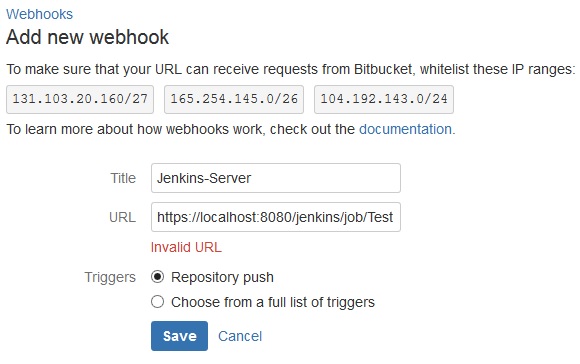 Webhooks
Add new webhook
To make sure that your URL can receive requests from Bitbucket, whitelist these IP ranges:
131.103.20.160/27 165.254.145.0/26 104.192.143.0/24
To learn more about how webhooks work, check out the documentation.
Title Jenkins-Server
URL https://localhost:8080/jenkins/job/Test
Invalid URL
Triggers Repository push
Choose from a full list of triggers
Save Cancel